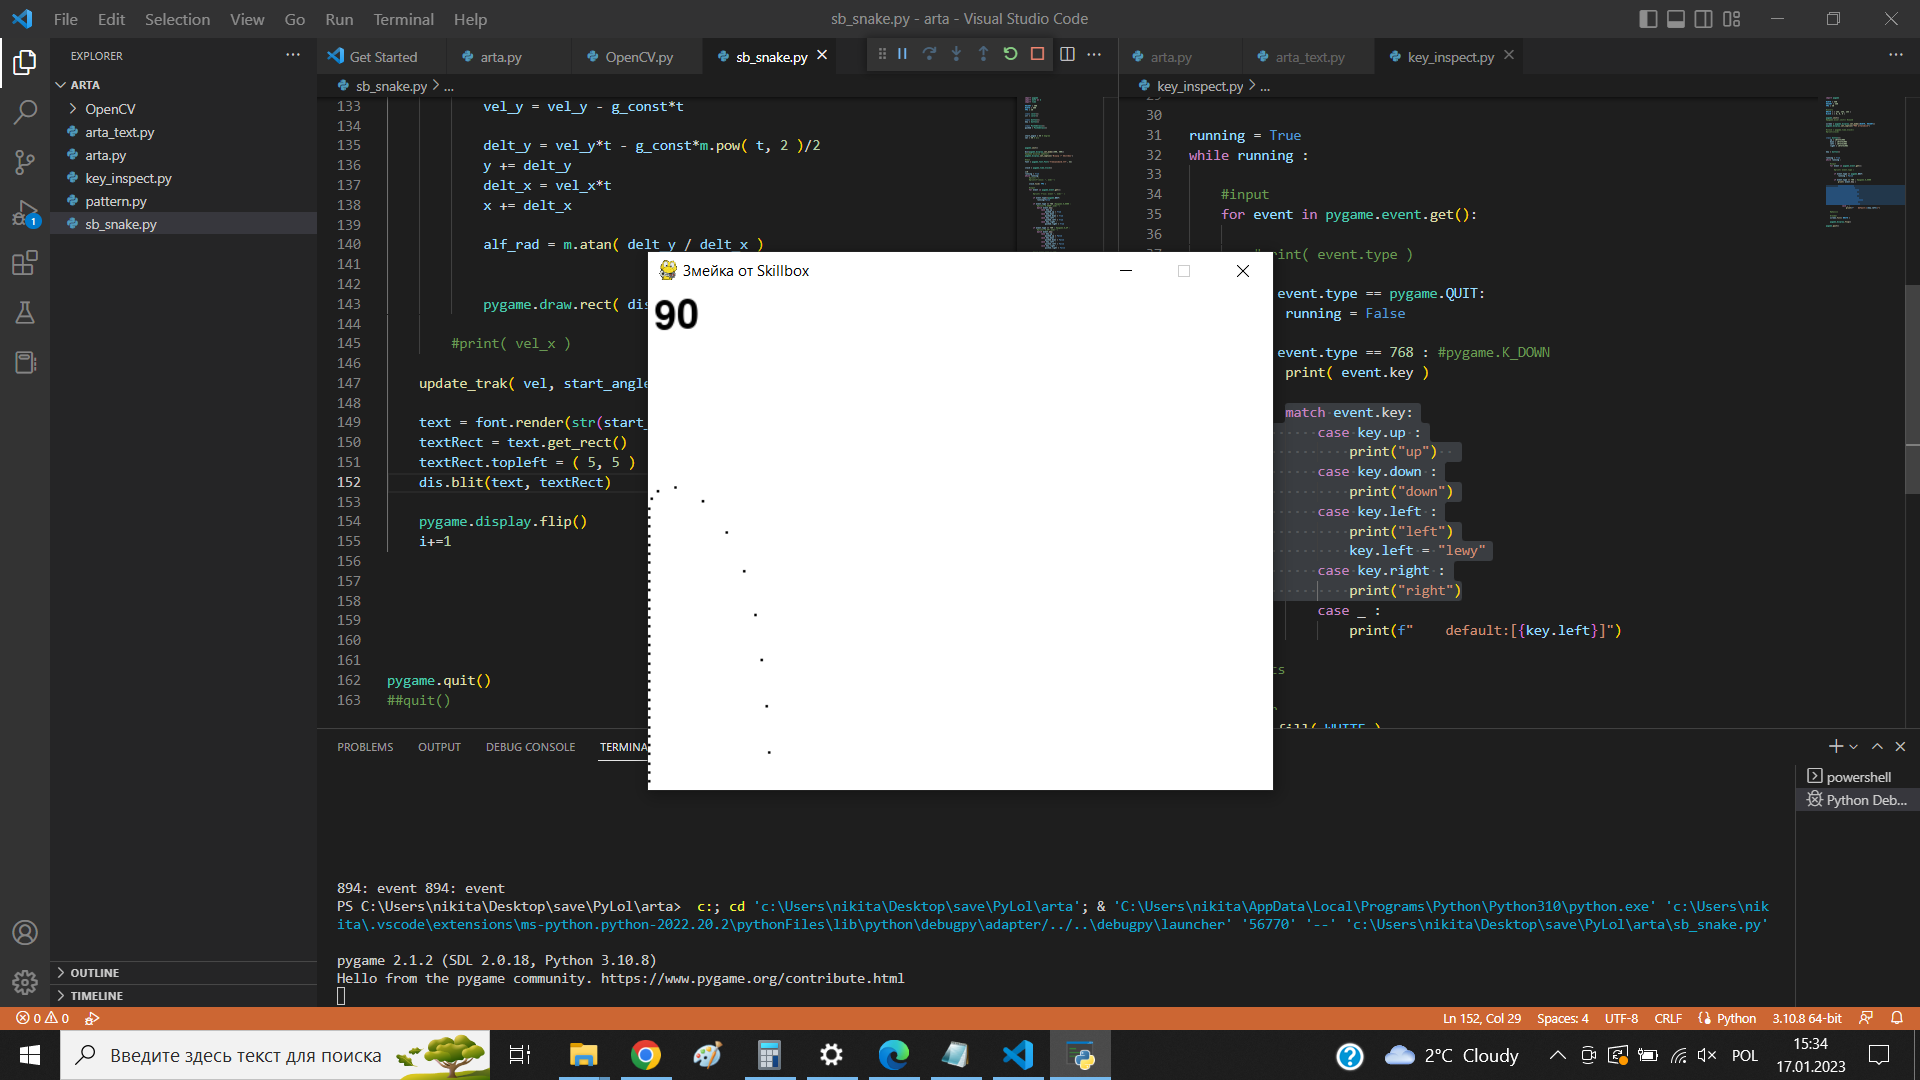 File Edit Selection View Go Run Terminal Help
sb_snake.py - arta - Visual Studio Code
EXPLORER
ARTA
OpenCV
arta_text.py
arta.py
key_inspect.py
pattern.py
sb_snake.py
1
OUTLINE
TIMELINE
Get Started arta.py OpenCV.py sb_snake.py
sb_snake.py > ...
133 vel_y = vel_y - g_const*t
134
135 delt_y = vel_y*t - g_const*m.pow( t, 2 )/2
136 y += delt_y
137 delt_x = vel_x*t
138 x += delt_x
139
140 alf_rad = m.atan( delt_y / delt_x )
141
142
143 pygame.draw.rect( dis
144
145 #print( vel_x )
146
147 update_trak( vel, start_angle
148
149 text = font.render(str(start_
150 textRect = text.get_rect()
151 textRect.topleft = ( 5, 5 )
152 dis.blit(text, textRect)
153
154 pygame.display.flip()
155 i+=1
156
157
158
159
160
161
162 pygame.quit()
163 ##quit()
Змейка от Skillbox
90
arta.py arta_text.py key_inspect.py
key_inspect.py > ...
30
31 running = True
32 while running :
33
34 #input
35 for event in pygame.event.get():
36
rint( event.type )
event.type == pygame.QUIT:
running = False
event.type == 768 : #pygame.K_DOWN
print( event.key )
match event.key:
case key.up :
print("up")
case key.down :
print("down")
case key.left :
print("left")
key.left = "lewy"
case key.right :
print("right")
case _ :
print(f" default:[{key.left}]")
PROBLEMS OUTPUT DEBUG CONSOLE TERMINA
powershell
Python Deb...
894: event 894: event
PS C:\Users\nikita\Desktop\save\PyLol\arta> c:; cd 'c:\Users\nikita\Desktop\save\PyLol\arta'; & 'C:\Users\nikita\AppData\Local\Programs\Python\Python310\python.exe' 'c:\Users\nik
ita\.vscode\extensions\ms-python.python-2022.20.2\pythonFiles\lib\python\debugpy\adapter/../..\debugpy\launcher' '56770' '--' 'c:\Users\nikita\Desktop\save\PyLol\arta\sb_snake.py'
pygame 2.1.2 (SDL 2.0.18, Python 3.10.8)
Hello from the pygame community. https://www.pygame.org/contribute.html
0 0
Ln 152, Col 29 Spaces: 4 UTF-8 CRLF Python 3.10.8 64-bit
Введите здесь текст для поиска
2°C Cloudy
POL
15:34
17.01.2023